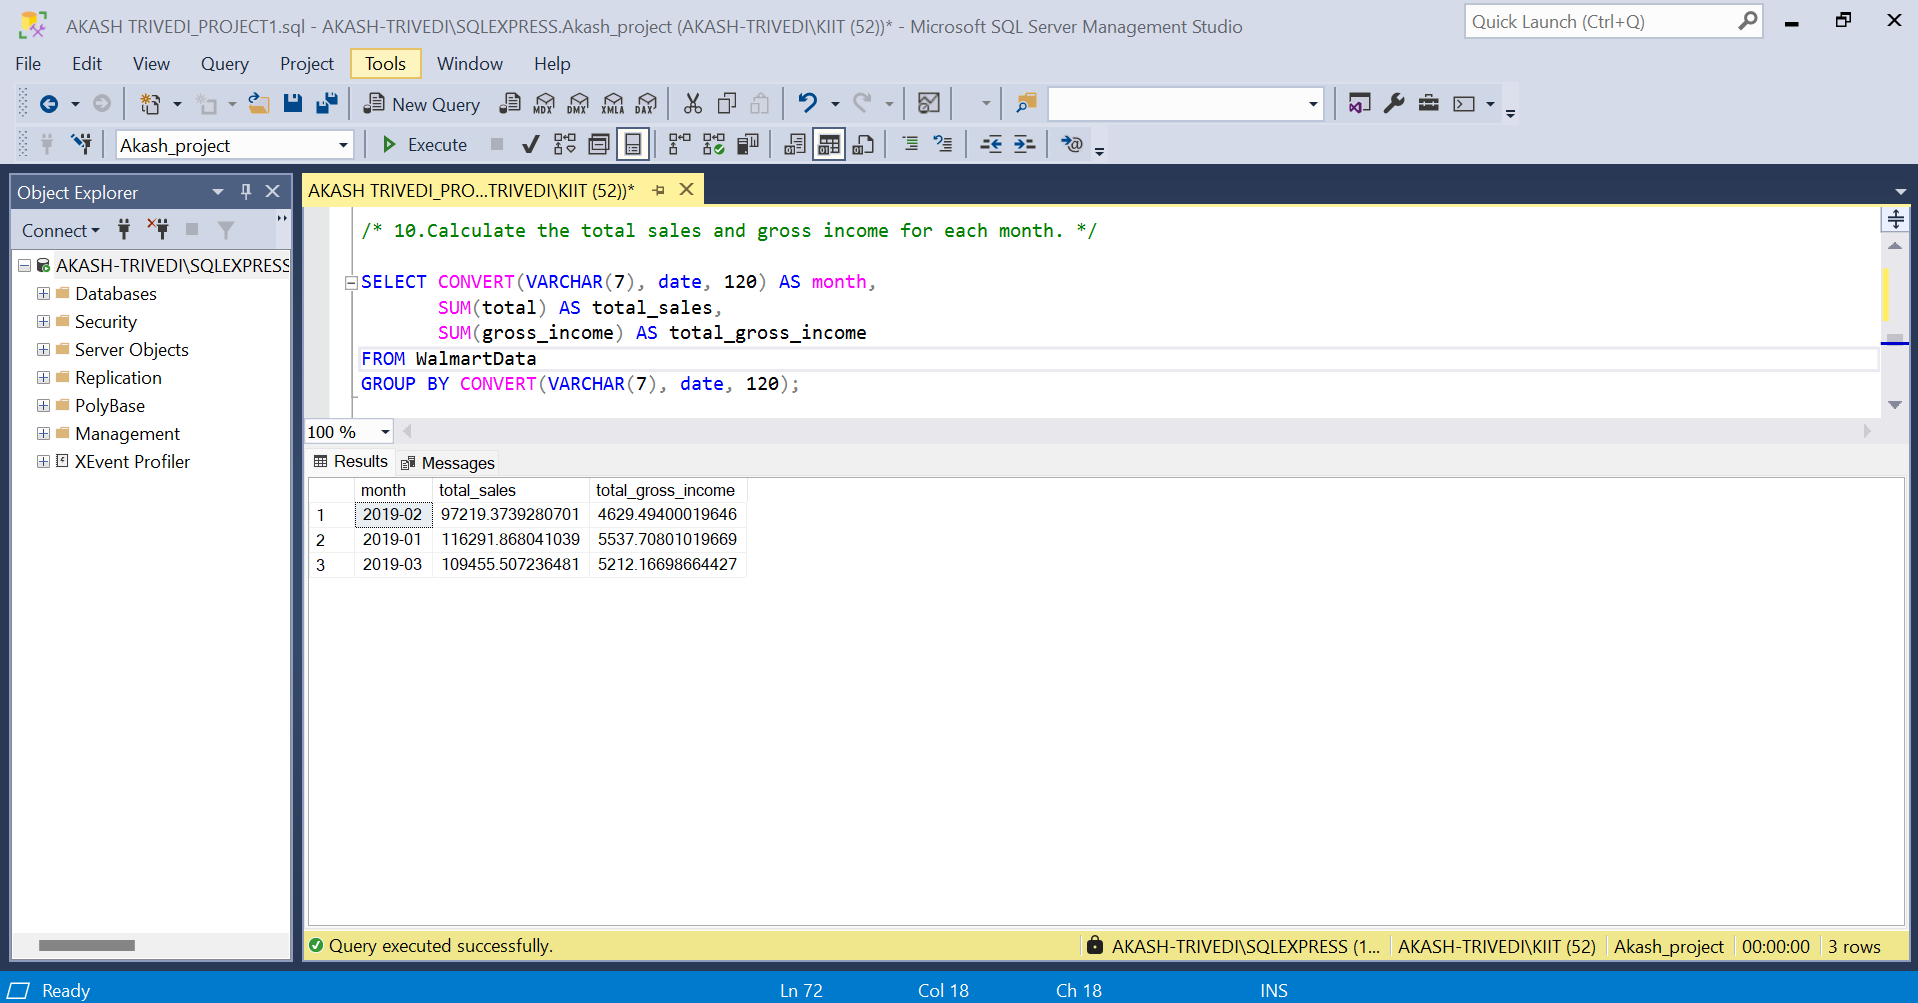 AKASH TRIVEDI_PROJECT1.sql - AKASH-TRIVEDI\SQLEXPRESS.Akash_project (AKASH-TRIVEDI\KIIT (52))* - Microsoft SQL Server Management Studio
Quick Launch (Ctrl+Q)
File Edit View Query Project Tools Window Help
New Query MDX DMX XMLA DAX
Akash_project Execute
Object Explorer
AKASH TRIVEDI_PRO...TRIVEDI\KIIT (52))*
Connect
AKASH-TRIVEDI\SQLEXPRESS
Databases
Security
Server Objects
Replication
PolyBase
Management
XEvent Profiler
/* 10.Calculate the total sales and gross income for each month. */
SELECT CONVERT(VARCHAR(7), date, 120) AS month,
SUM(total) AS total_sales,
SUM(gross_income) AS total_gross_income
FROM WalmartData
GROUP BY CONVERT(VARCHAR(7), date, 120);
100 %
Results Messages
month total_sales total_gross_income
1 2019-02 97219.3739280701 4629.49400019646
2 2019-01 116291.868041039 5537.70801019669
3 2019-03 109455.507236481 5212.16698664427
Query executed successfully. AKASH-TRIVEDI\SQLEXPRESS (1... AKASH-TRIVEDI\KIIT (52) Akash_project 00:00:00 3 rows
Ready Ln 72 Col 18 Ch 18 INS